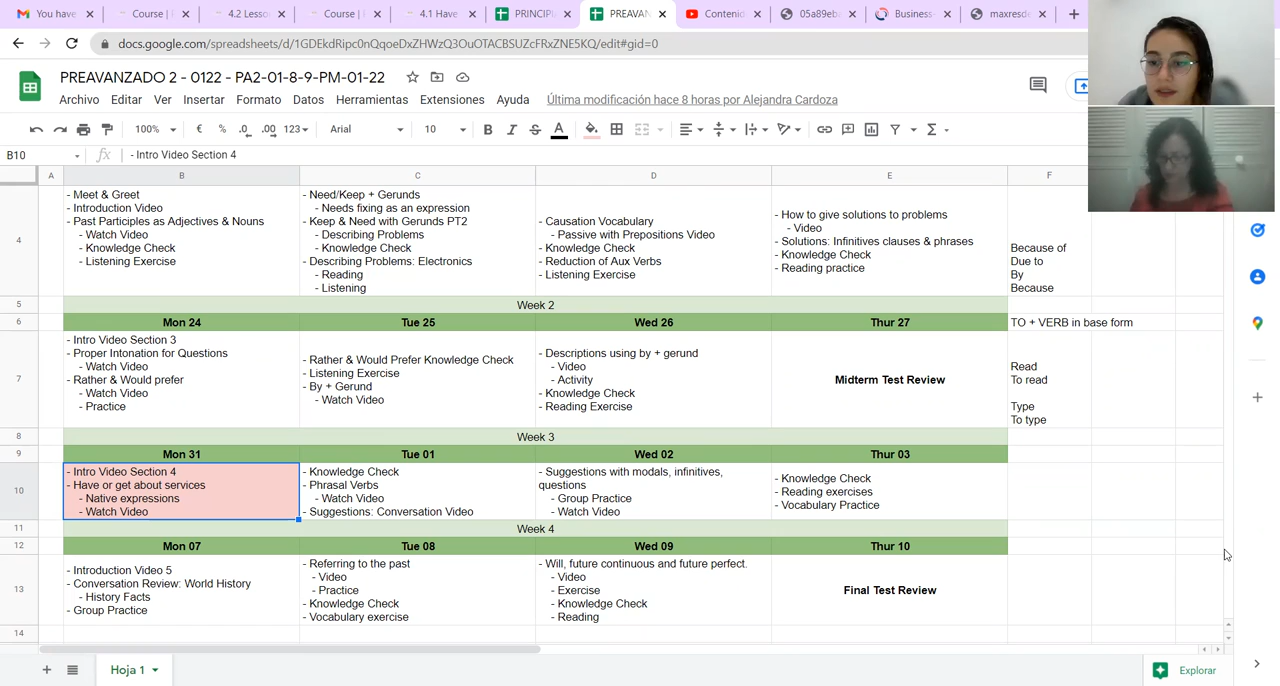 You have
Course |
4.2 Lesso
Course |
4.1 Have
PRINCIPI
PREAVAN
Contenid
05a89eb
Business-
maxresde
docs.google.com/spreadsheets/d/1GDEkdRipc0nQqoeDxZHWzQ3OuOTACBSUZcFRxZNE5KQ/edit#gid=0
PREAVANZADO 2 - 0122 - PA2-01-8-9-PM-01-22
Archivo Editar Ver Insertar Formato Datos Herramientas Extensiones Ayuda Última modificación hace 8 horas por Alejandra Cardoza
100% € % .0 .00 123 Arial 10 B I S A Σ
B10 fx - Intro Video Section 4
A B C D E F
4
- Meet & Greet
- Introduction Video
- Past Participles as Adjectives & Nouns
- Watch Video
- Knowledge Check
- Listening Exercise
- Need/Keep + Gerunds
- Needs fixing as an expression
- Keep & Need with Gerunds PT2
- Describing Problems
- Knowledge Check
- Describing Problems: Electronics
- Reading
- Listening
- Causation Vocabulary
- Passive with Prepositions Video
- Knowledge Check
- Reduction of Aux Verbs
- Listening Exercise
- How to give solutions to problems
- Video
- Solutions: Infinitives clauses & phrases
- Knowledge Check
- Reading practice
Because of
Due to
By
Because
5 Week 2
6 Mon 24 Tue 25 Wed 26 Thur 27 TO + VERB in base form
7
- Intro Video Section 3
- Proper Intonation for Questions
- Watch Video
- Rather & Would prefer
- Watch Video
- Practice
- Rather & Would Prefer Knowledge Check
- Listening Exercise
- By + Gerund
- Watch Video
- Descriptions using by + gerund
- Video
- Activity
- Knowledge Check
- Reading Exercise
Midterm Test Review
Read
To read
Type
To type
8 Week 3
9 Mon 31 Tue 01 Wed 02 Thur 03
10
- Intro Video Section 4
- Have or get about services
- Native expressions
- Watch Video
- Knowledge Check
- Phrasal Verbs
- Watch Video
- Suggestions: Conversation Video
- Suggestions with modals, infinitives,
questions
- Group Practice
- Watch Video
- Knowledge Check
- Reading exercises
- Vocabulary Practice
11 Week 4
12 Mon 07 Tue 08 Wed 09 Thur 10
13
- Introduction Video 5
- Conversation Review: World History
- History Facts
- Group Practice
- Referring to the past
- Video
- Practice
- Knowledge Check
- Vocabulary exercise
- Will, future continuous and future perfect.
- Video
- Exercise
- Knowledge Check
- Reading
Final Test Review
14
Hoja 1
Explorar